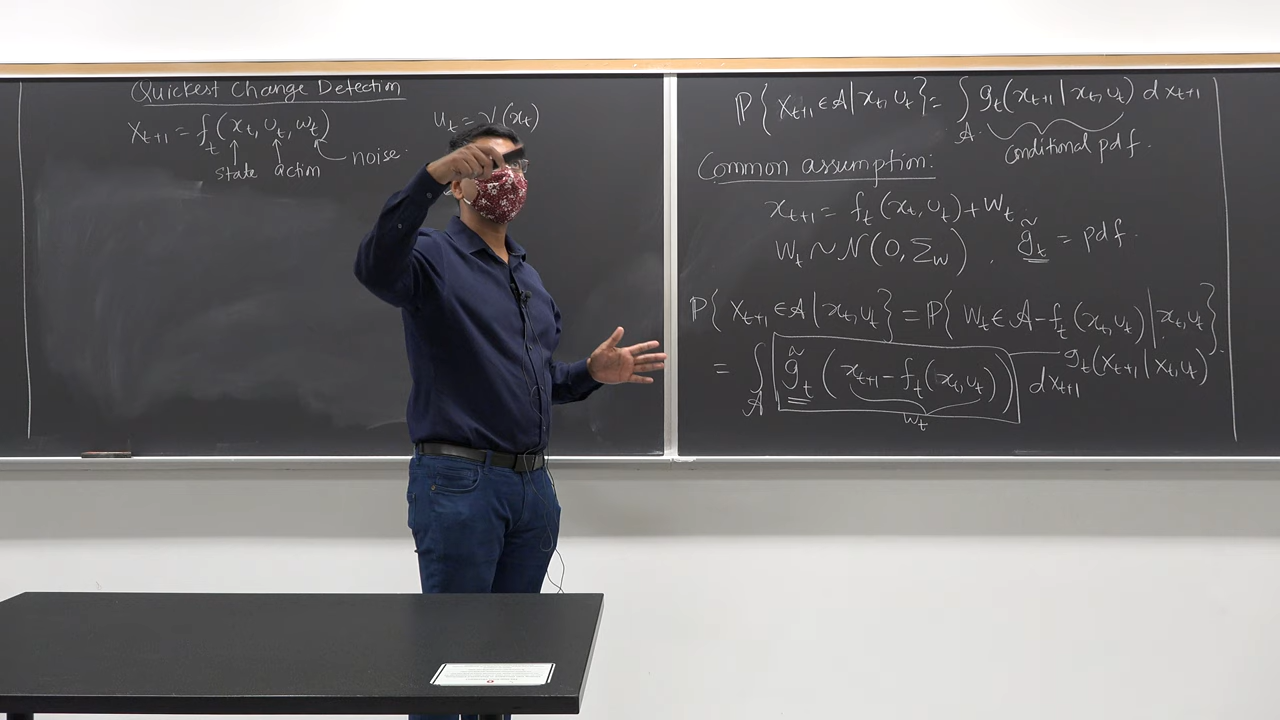 Quickest Change Detection
X_{t+1} = f_t(x_t, u_t, w_t)
state action
noise.
u_t = γ(x_t)
P{X_{t+1} ∈ A | x_t, u_t} = ∫_A g_t(x_{t+1} | x_t, u_t) dx_{t+1}
conditional pdf.
Common assumption:
x_{t+1} = f_t(x_t, u_t) + W_t
W_t ~ N(0, Σ_W). g̃_t = pdf.
P{X_{t+1} ∈ A | x_t, u_t} = P{W_t ∈ A - f_t(x_t, u_t) | x_t, u_t}
= ∫_A g̃_t(x_{t+1} - f_t(x_t, u_t)) dx_{t+1}
w_t
g_t(x_{t+1} | x_t, u_t)